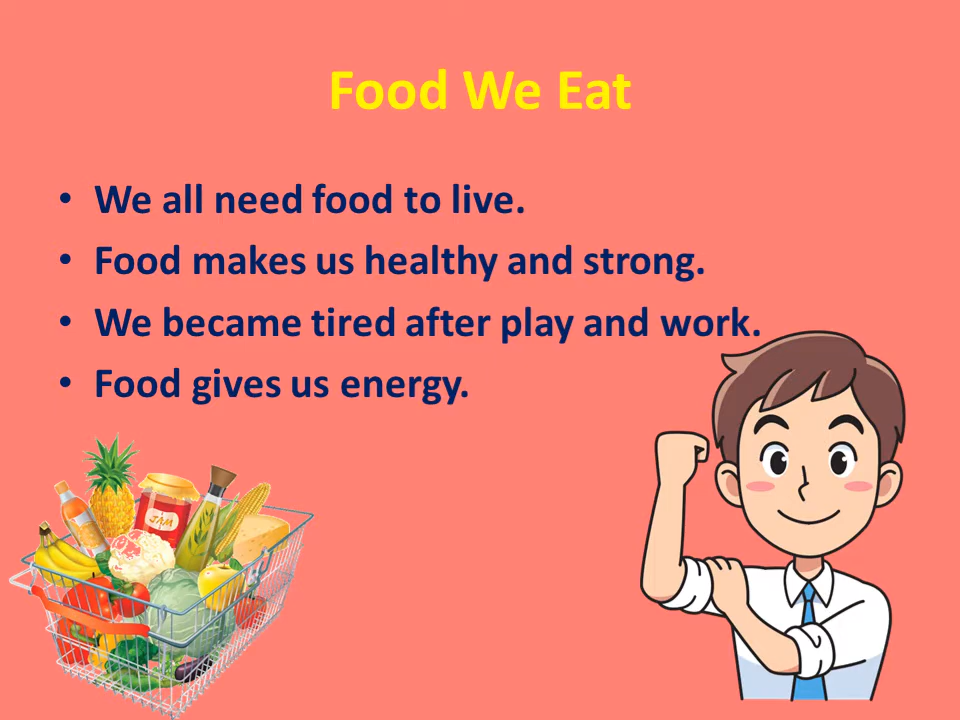 Food We Eat
• We all need food to live.
• Food makes us healthy and strong.
• We became tired after play and work.
• Food gives us energy.
JAM